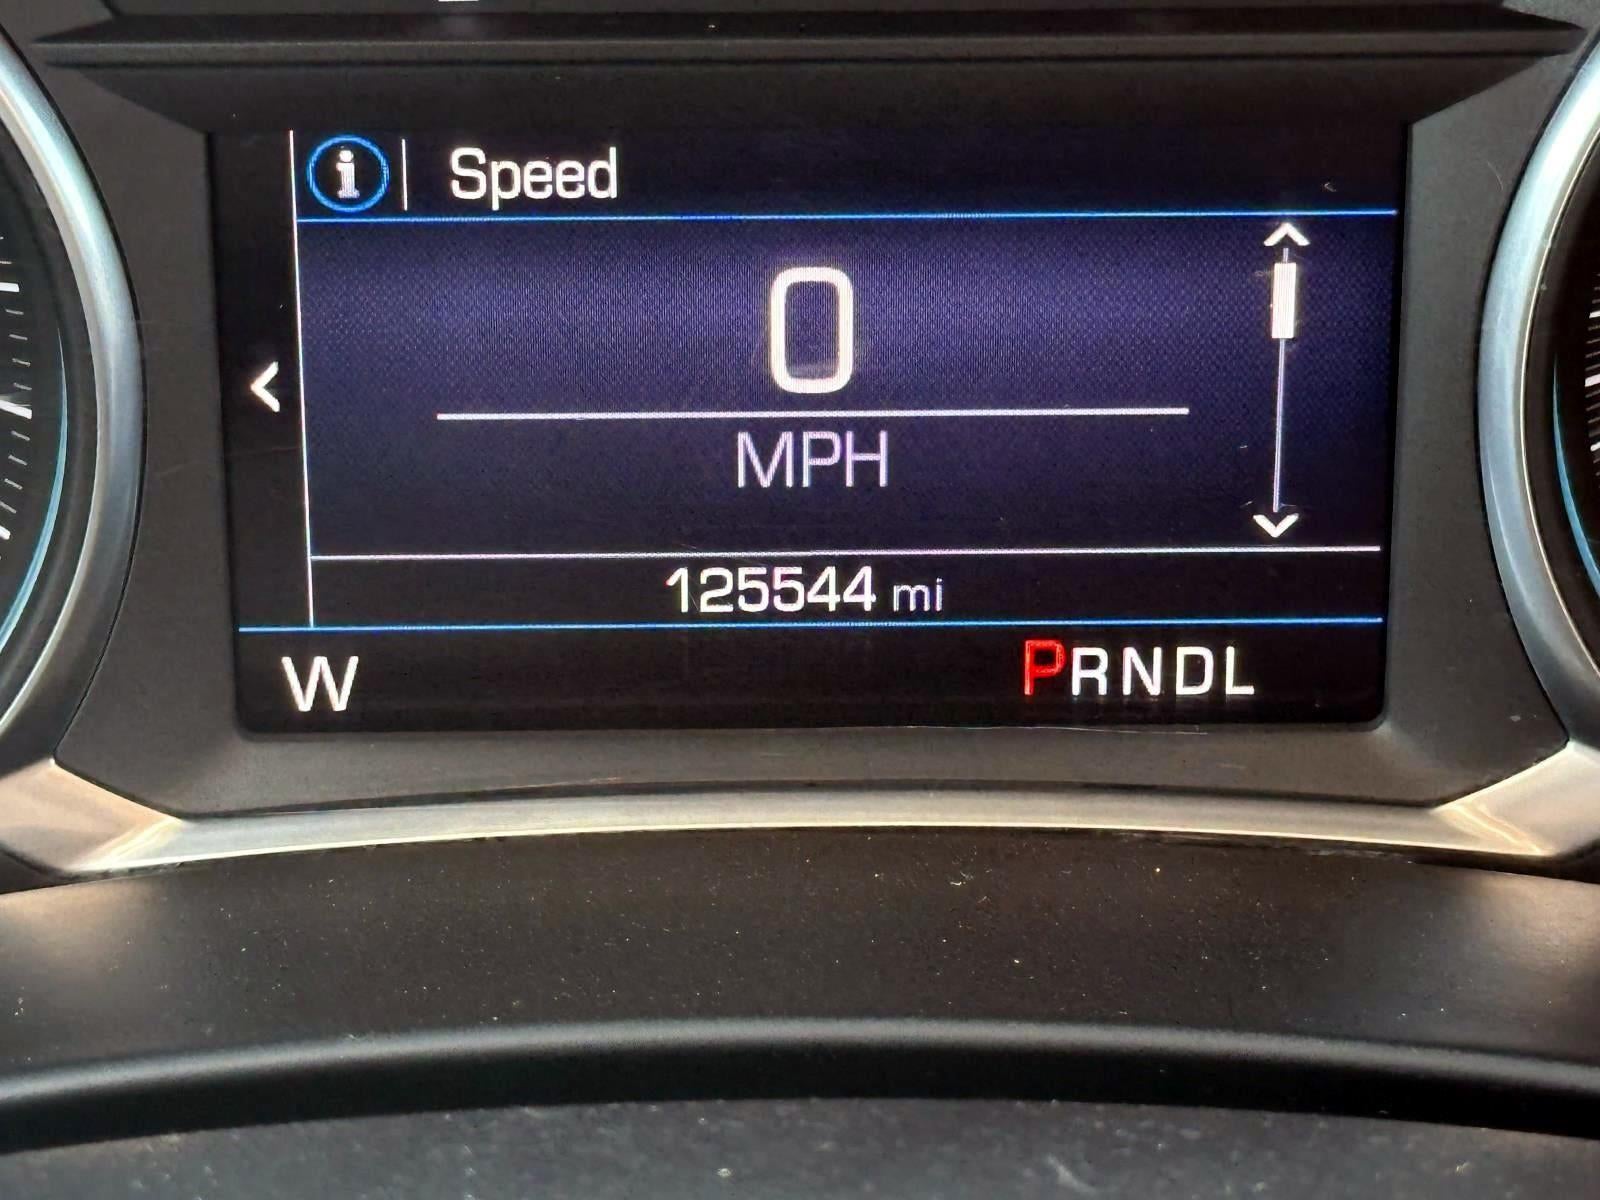 Speed
0
MPH
125544 mi
W
PRNDL